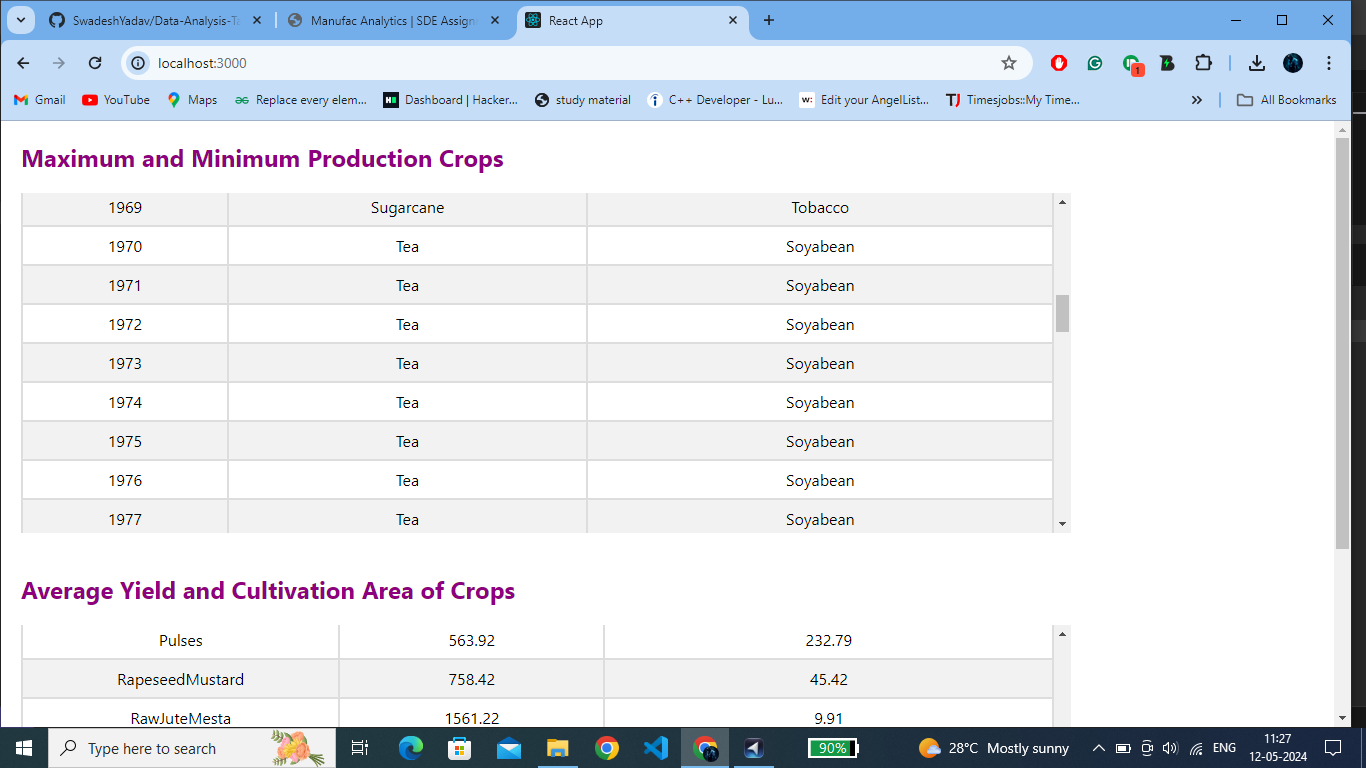 SwadeshYadav/Data-Analysis-Ta
Manufac Analytics | SDE Assign
React App
localhost:3000
1
Gmail YouTube Maps Replace every elem... Dashboard | Hacker... study material C++ Developer - Lu... w: Edit your AngelList... TJ Timesjobs::My Time... » All Bookmarks
Maximum and Minimum Production Crops
1969 Sugarcane Tobacco
1970 Tea Soyabean
1971 Tea Soyabean
1972 Tea Soyabean
1973 Tea Soyabean
1974 Tea Soyabean
1975 Tea Soyabean
1976 Tea Soyabean
1977 Tea Soyabean
Average Yield and Cultivation Area of Crops
Pulses 563.92 232.79
RapeseedMustard 758.42 45.42
RawJuteMesta 1561.22 9.91
Type here to search 90% 28°C Mostly sunny ENG 11:27
12-05-2024